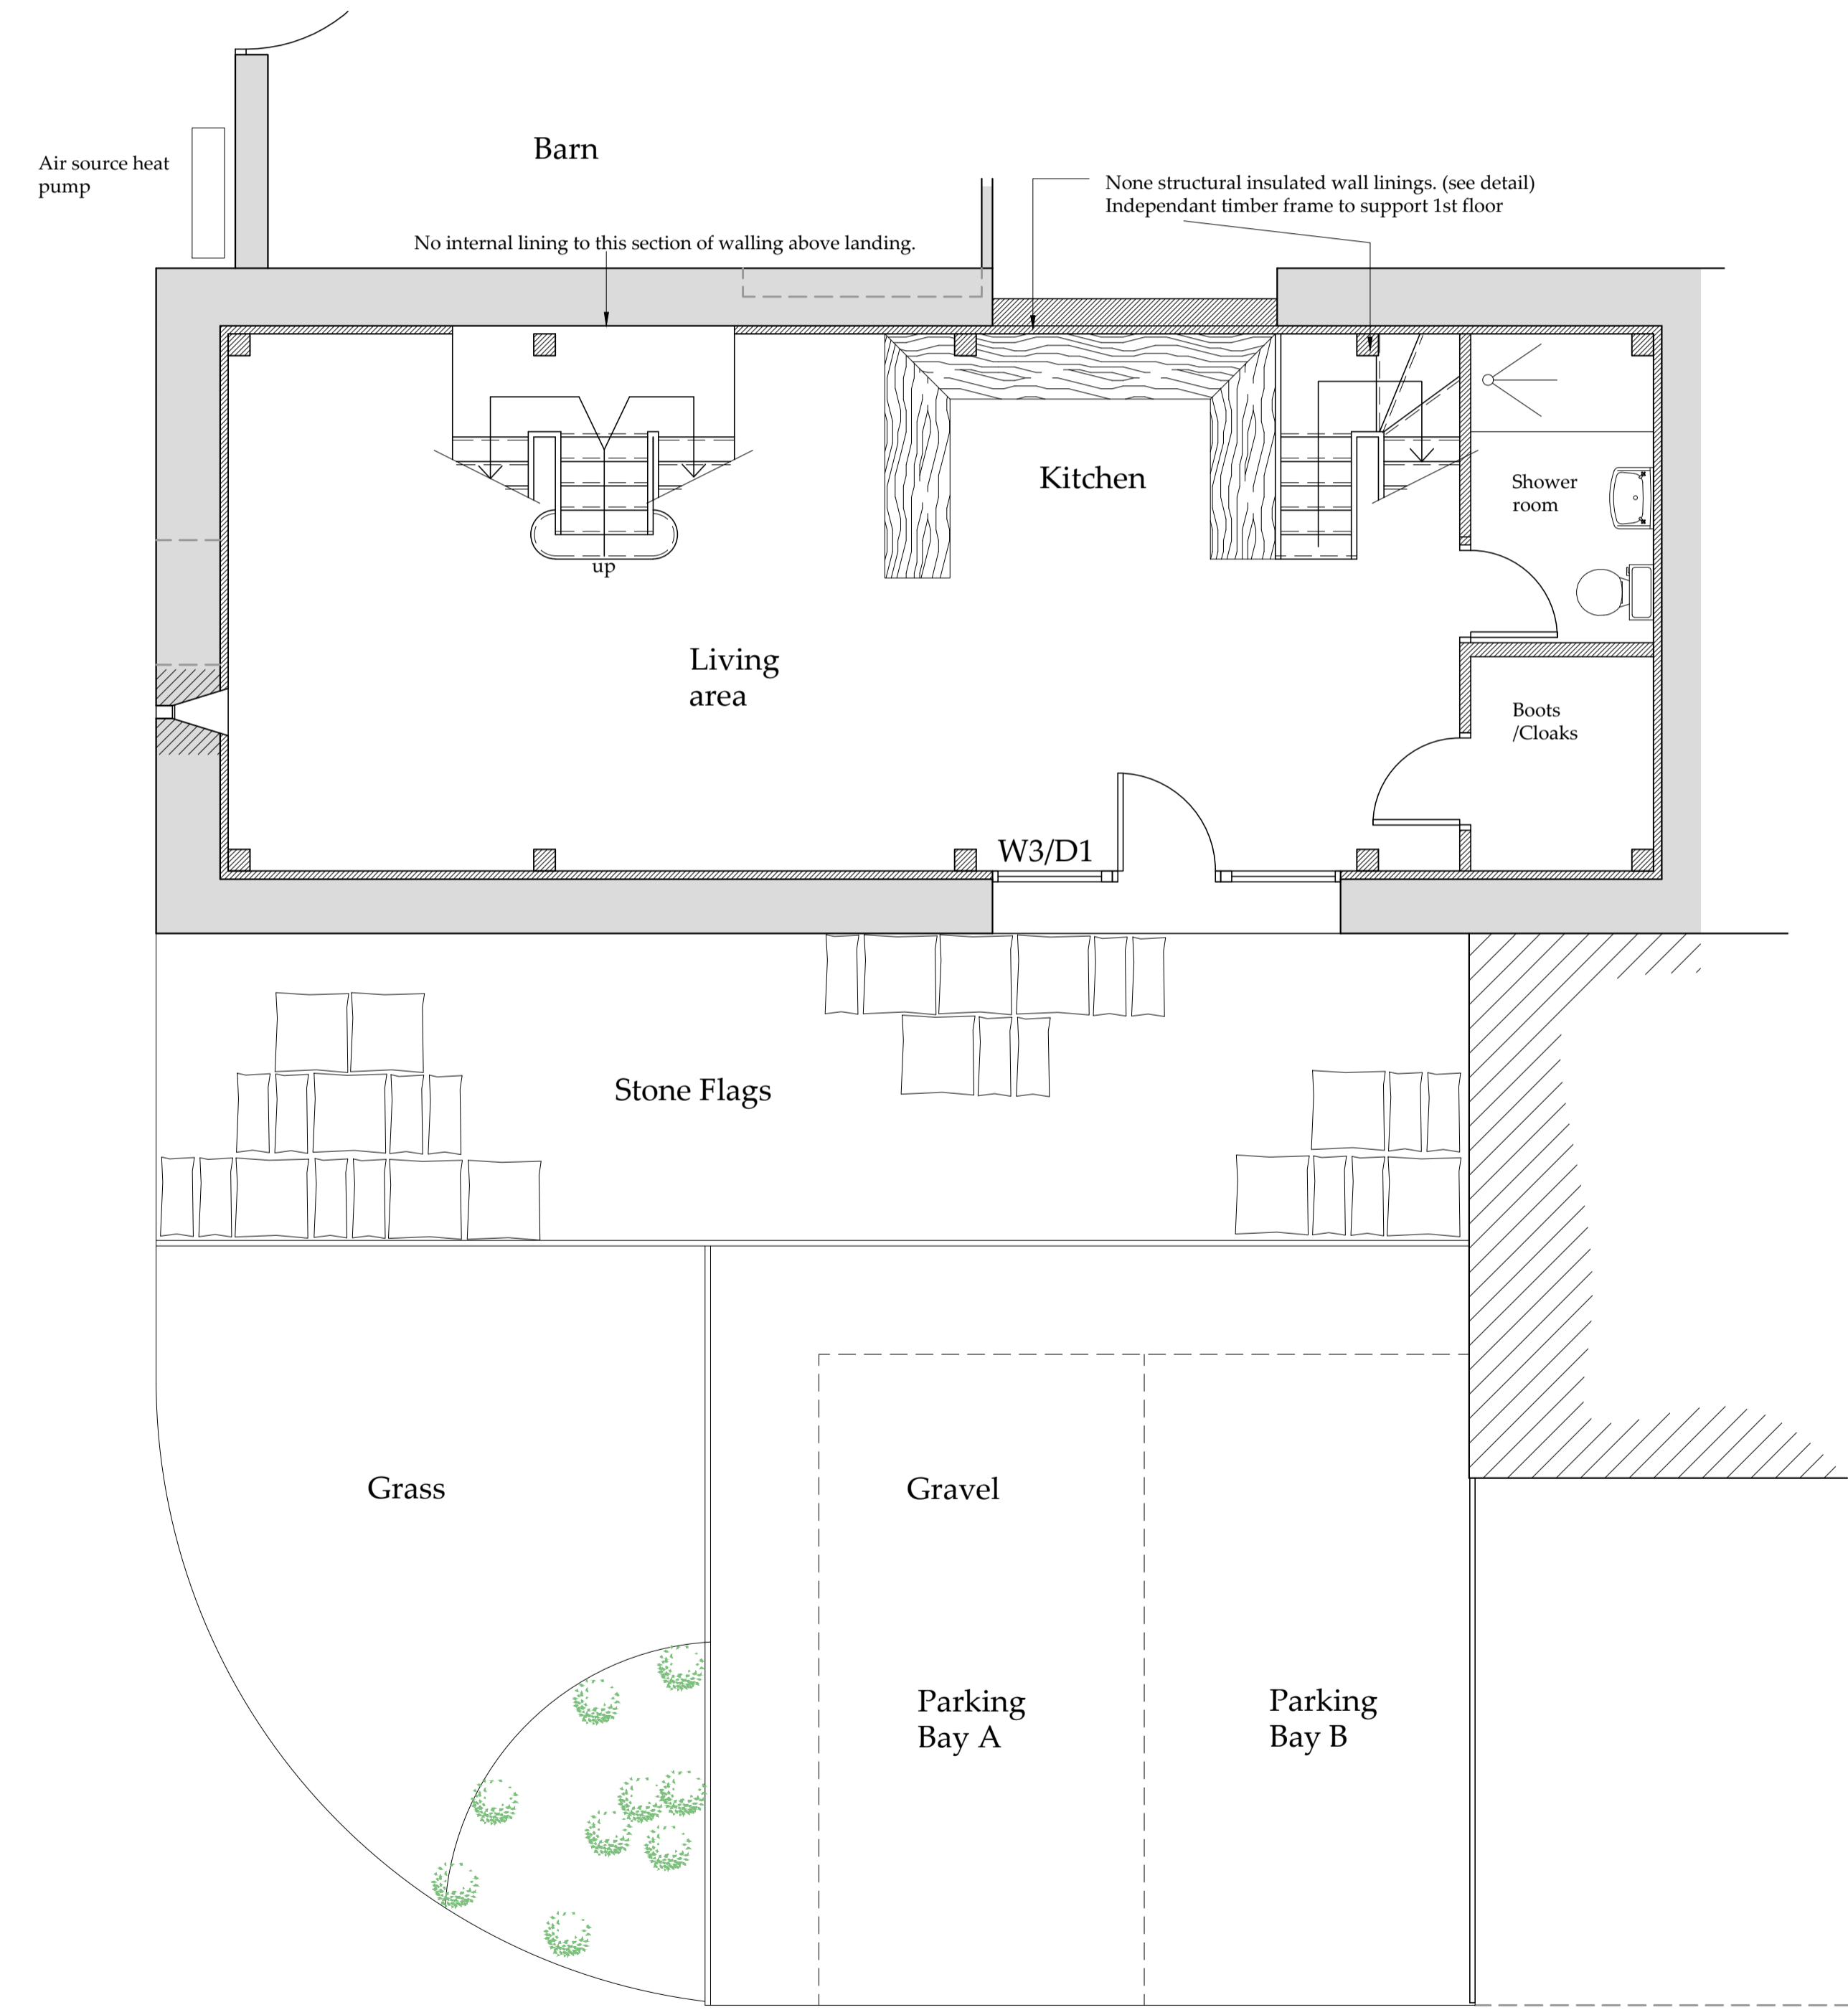 Barn
Air source heat
pump
None structural insulated wall linings. (see detail)
Independant timber frame to support 1st floor
No internal lining to this section of walling above landing.
Kitchen
Shower
room
up
Living
area
Boots
/Cloaks
W3/D1
Stone Flags
Grass
Gravel
Parking
Bay A
Parking
Bay B